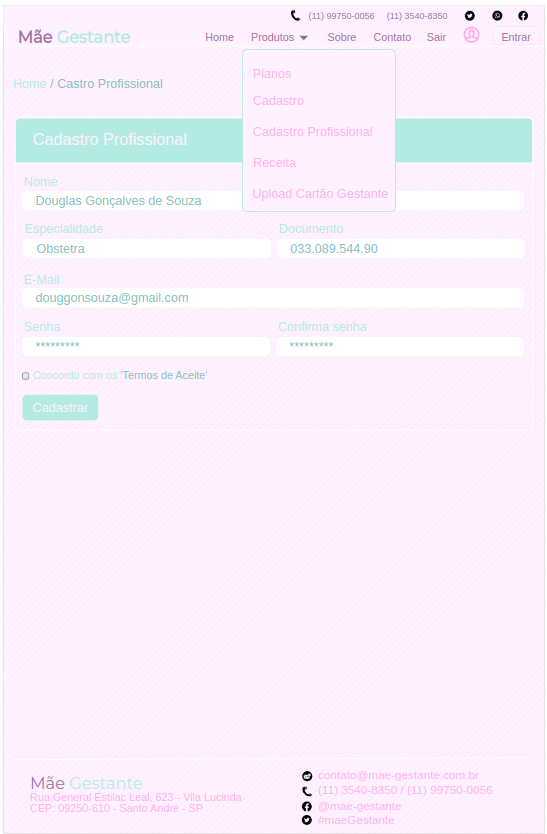 (11) 99750-0056 (11) 3540-8350
Mãe Gestante
Home Produtos Sobre Contato Sair Entrar
Planos
Cadastro
Cadastro Profissional
Receita
Upload Cartão Gestante
Home / Castro Profissional
Cadastro Profissional
Nome
Douglas Gonçalves de Souza
Especialidade Documento
Obstetra 033.089.544.90
E-Mail
douggonsouza@gmail.com
Senha Confirma senha
********* *********
Concordo com os 'Termos de Aceite'
Cadastrar
Mãe Gestante
Rua General Estilac Leal, 623 - Vila Lucinda
CEP: 09250-610 - Santo André - SP
contato@mae-gestante.com.br
(11) 3540-8350 / (11) 99750-0056
@mae-gestante
#maeGestante